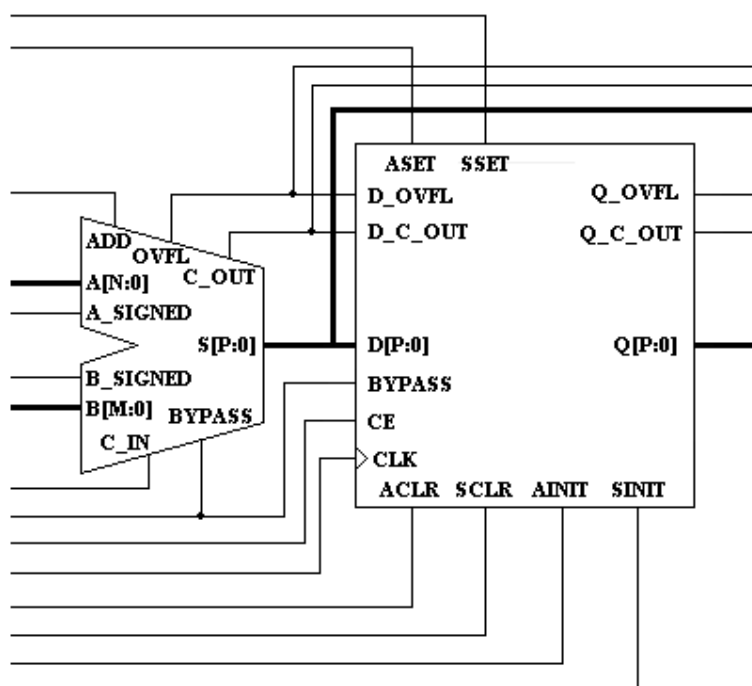 ASET SSET
D_OVFL Q_OVFL
D_C_OUT Q_C_OUT
ADD
OVFL
C_OUT
A[N:0]
A_SIGNED
S[P:0]
D[P:0] Q[P:0]
B_SIGNED
BYPASS
B[M:0]
BYPASS
CE
C_IN
CLK
ACLR SCLR AINIT SINIT